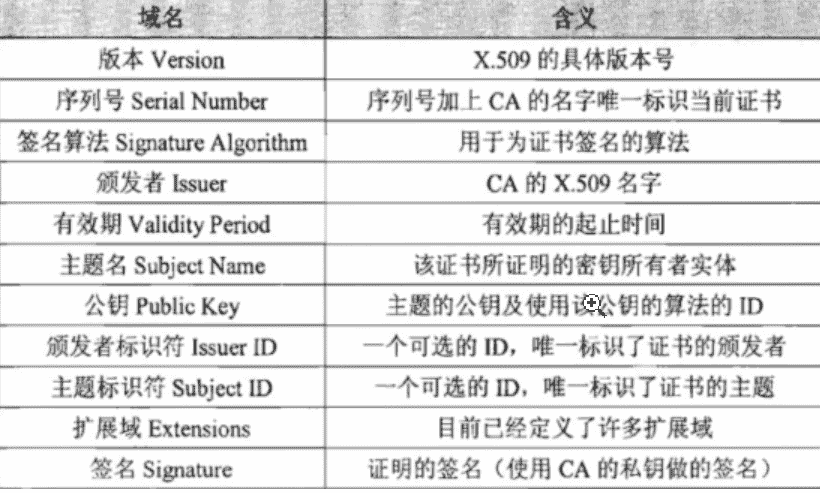 域名 含义
版本 Version X.509 的具体版本号
序列号 Serial Number 序列号加上 CA 的名字唯一标识当前证书
签名算法 Signature Algorithm 用于为证书签名的算法
颁发者 Issuer CA 的 X.509 名字
有效期 Validity Period 有效期的起止时间
主题名 Subject Name 该证书所证明的密钥所有者实体
公钥 Public Key 主题的公钥及使用该公钥的算法的 ID
颁发者标识符 Issuer ID 一个可选的 ID，唯一标识了证书的颁发者
主题标识符 Subject ID 一个可选的 ID，唯一标识了证书的主题
扩展域 Extensions 目前已经定义了许多扩展域
签名 Signature 证明的签名（使用 CA 的私钥做的签名）